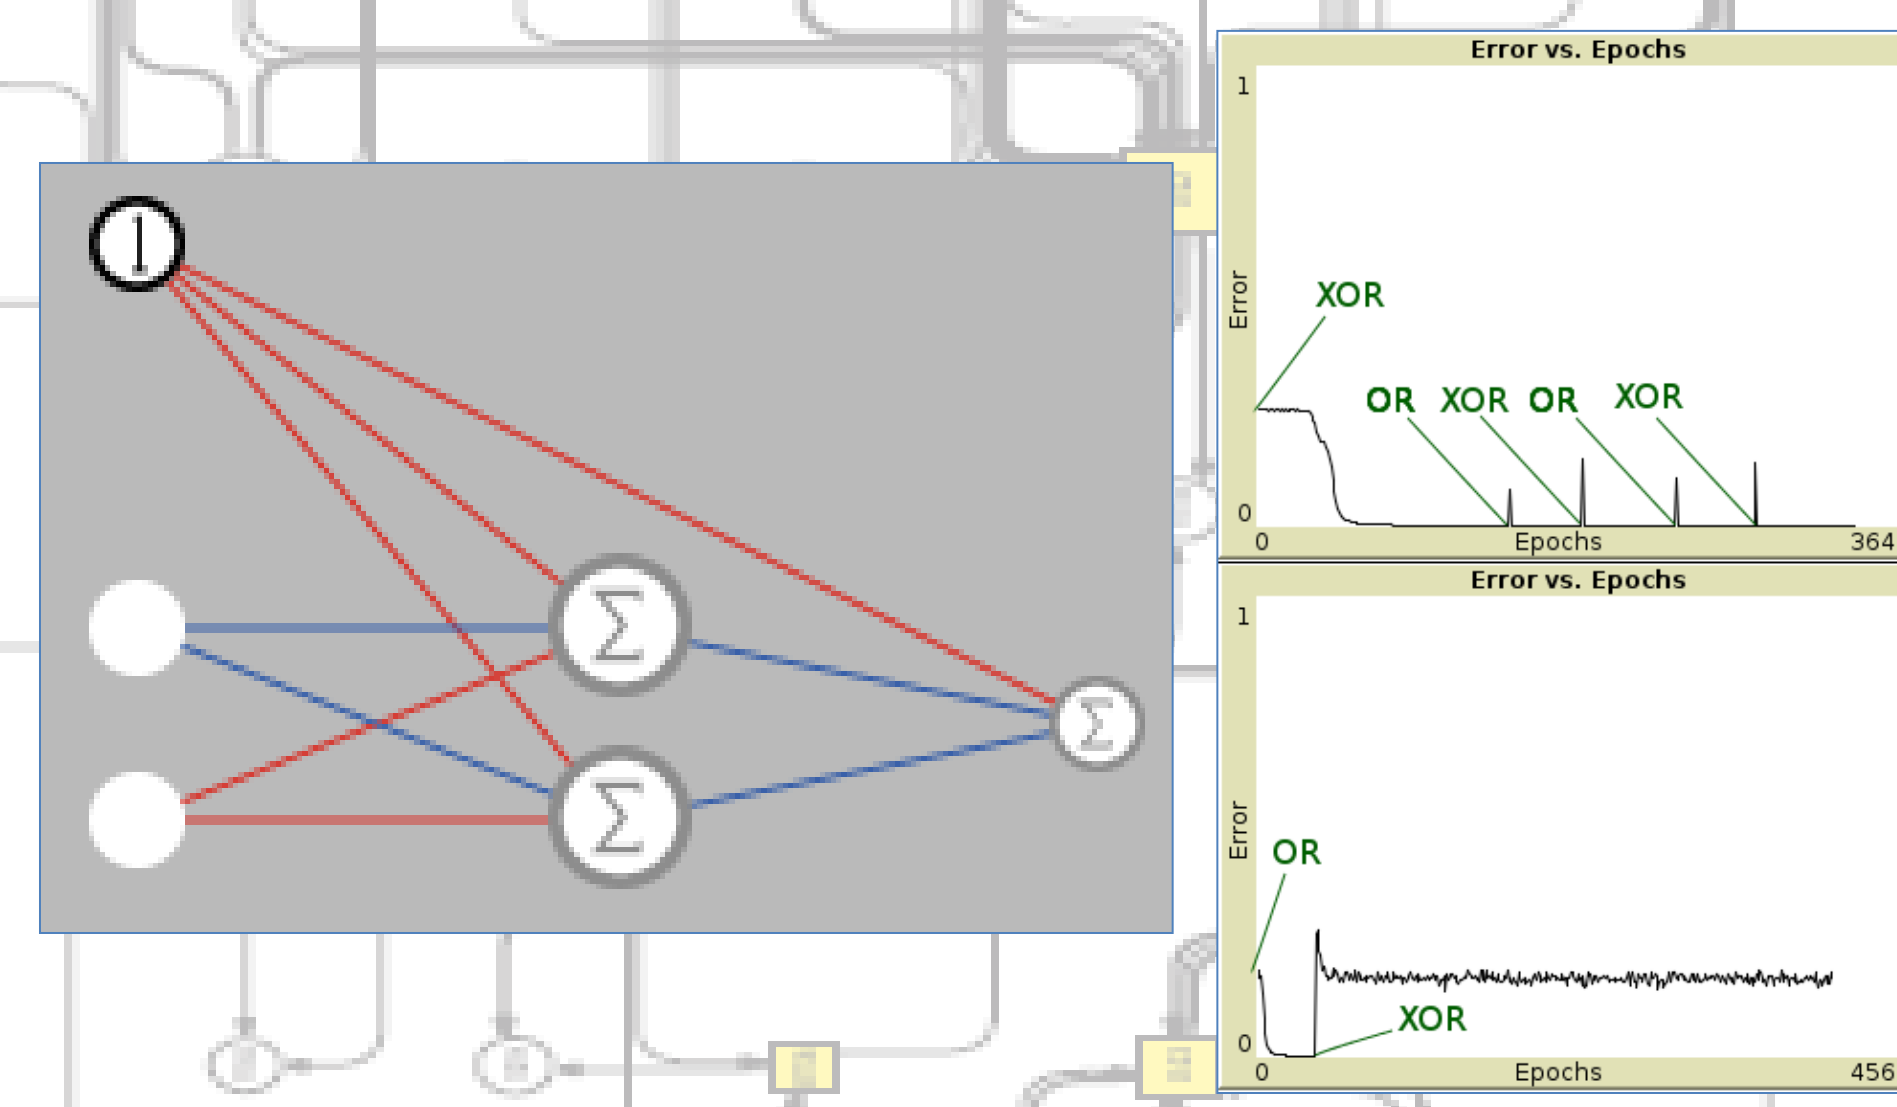 1
Σ
Σ
Σ
Error vs. Epochs
1
Error
XOR
OR XOR OR XOR
0
0 Epochs 364
Error vs. Epochs
1
Error
OR
XOR
0
0 Epochs 456